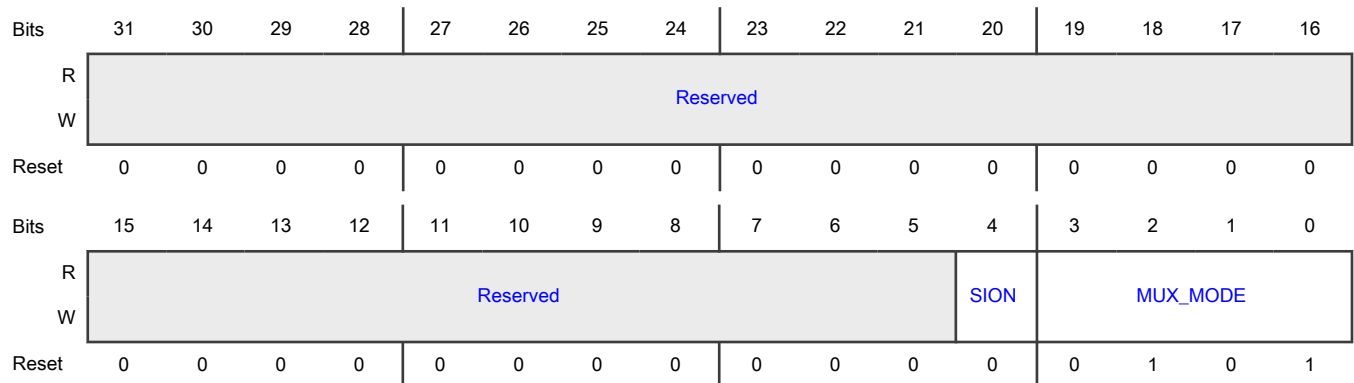 Bits 31 30 29 28 27 26 25 24 23 22 21 20 19 18 17 16
R
Reserved
W
Reset 0 0 0 0 0 0 0 0 0 0 0 0 0 0 0 0
Bits 15 14 13 12 11 10 9 8 7 6 5 4 3 2 1 0
R
Reserved SION MUX_MODE
W
Reset 0 0 0 0 0 0 0 0 0 0 0 0 0 1 0 1